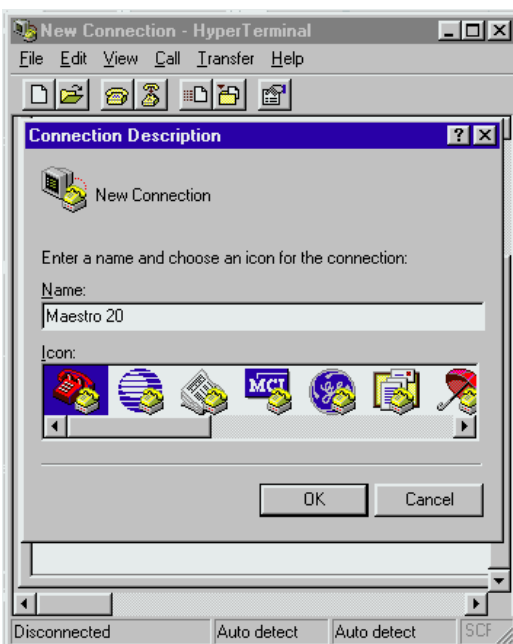 New Connection - HyperTerminal
File Edit View Call Transfer Help
Connection Description
New Connection
Enter a name and choose an icon for the connection:
Name:
Maestro 20
Icon:
MCI
OK Cancel
Disconnected Auto detect Auto detect SCF